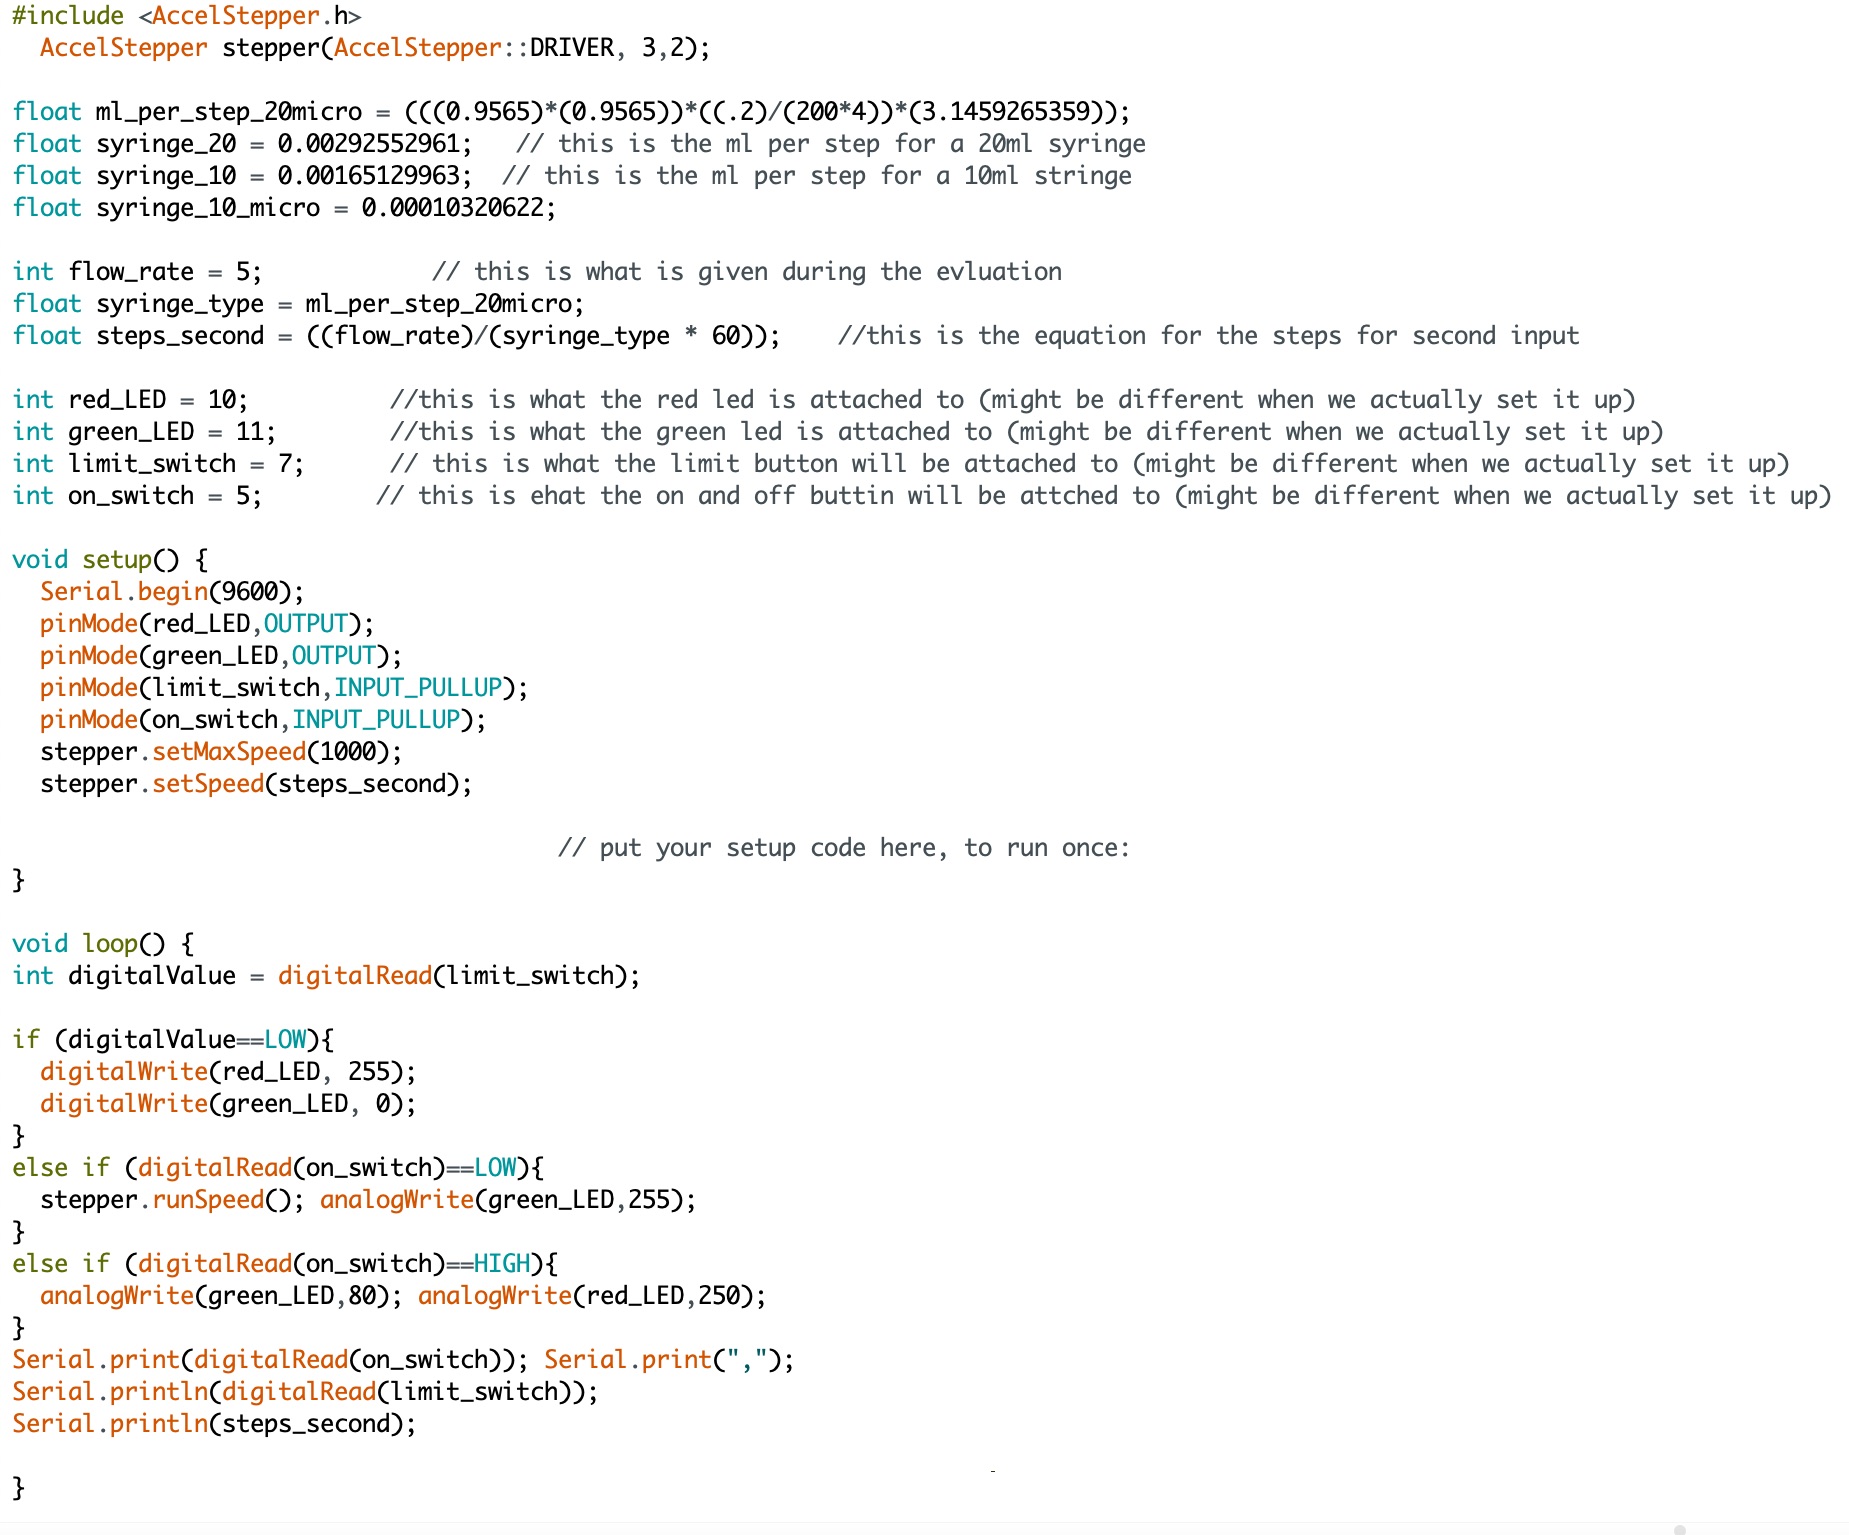 #include <AccelStepper.h>
  AccelStepper stepper(AccelStepper::DRIVER, 3,2);

float ml_per_step_20micro = (((0.9565)*(0.9565))*((.2)/(200*4))*(3.1459265359));
float syringe_20 = 0.00292552961;   // this is the ml per step for a 20ml syringe
float syringe_10 = 0.00165129963;  // this is the ml per step for a 10ml stringe
float syringe_10_micro = 0.00010320622;

int flow_rate = 5;            // this is what is given during the evluation
float syringe_type = ml_per_step_20micro;
float steps_second = ((flow_rate)/(syringe_type * 60));    //this is the equation for the steps for second input

int red_LED = 10;          //this is what the red led is attached to (might be different when we actually set it up)
int green_LED = 11;        //this is what the green led is attached to (might be different when we actually set it up)
int limit_switch = 7;      // this is what the limit button will be attached to (might be different when we actually set it up)
int on_switch = 5;        // this is ehat the on and off buttin will be attched to (might be different when we actually set it up)

void setup() {
  Serial.begin(9600);
  pinMode(red_LED,OUTPUT);
  pinMode(green_LED,OUTPUT);
  pinMode(limit_switch,INPUT_PULLUP);
  pinMode(on_switch,INPUT_PULLUP);
  stepper.setMaxSpeed(1000);
  stepper.setSpeed(steps_second);

                                       // put your setup code here, to run once:
}

void loop() {
int digitalValue = digitalRead(limit_switch);

if (digitalValue==LOW){
  digitalWrite(red_LED, 255);
  digitalWrite(green_LED, 0);
}
else if (digitalRead(on_switch)==LOW){
  stepper.runSpeed(); analogWrite(green_LED,255);
}
else if (digitalRead(on_switch)==HIGH){
  analogWrite(green_LED,80); analogWrite(red_LED,250);
}
Serial.print(digitalRead(on_switch)); Serial.print(",");
Serial.println(digitalRead(limit_switch));
Serial.println(steps_second);

}